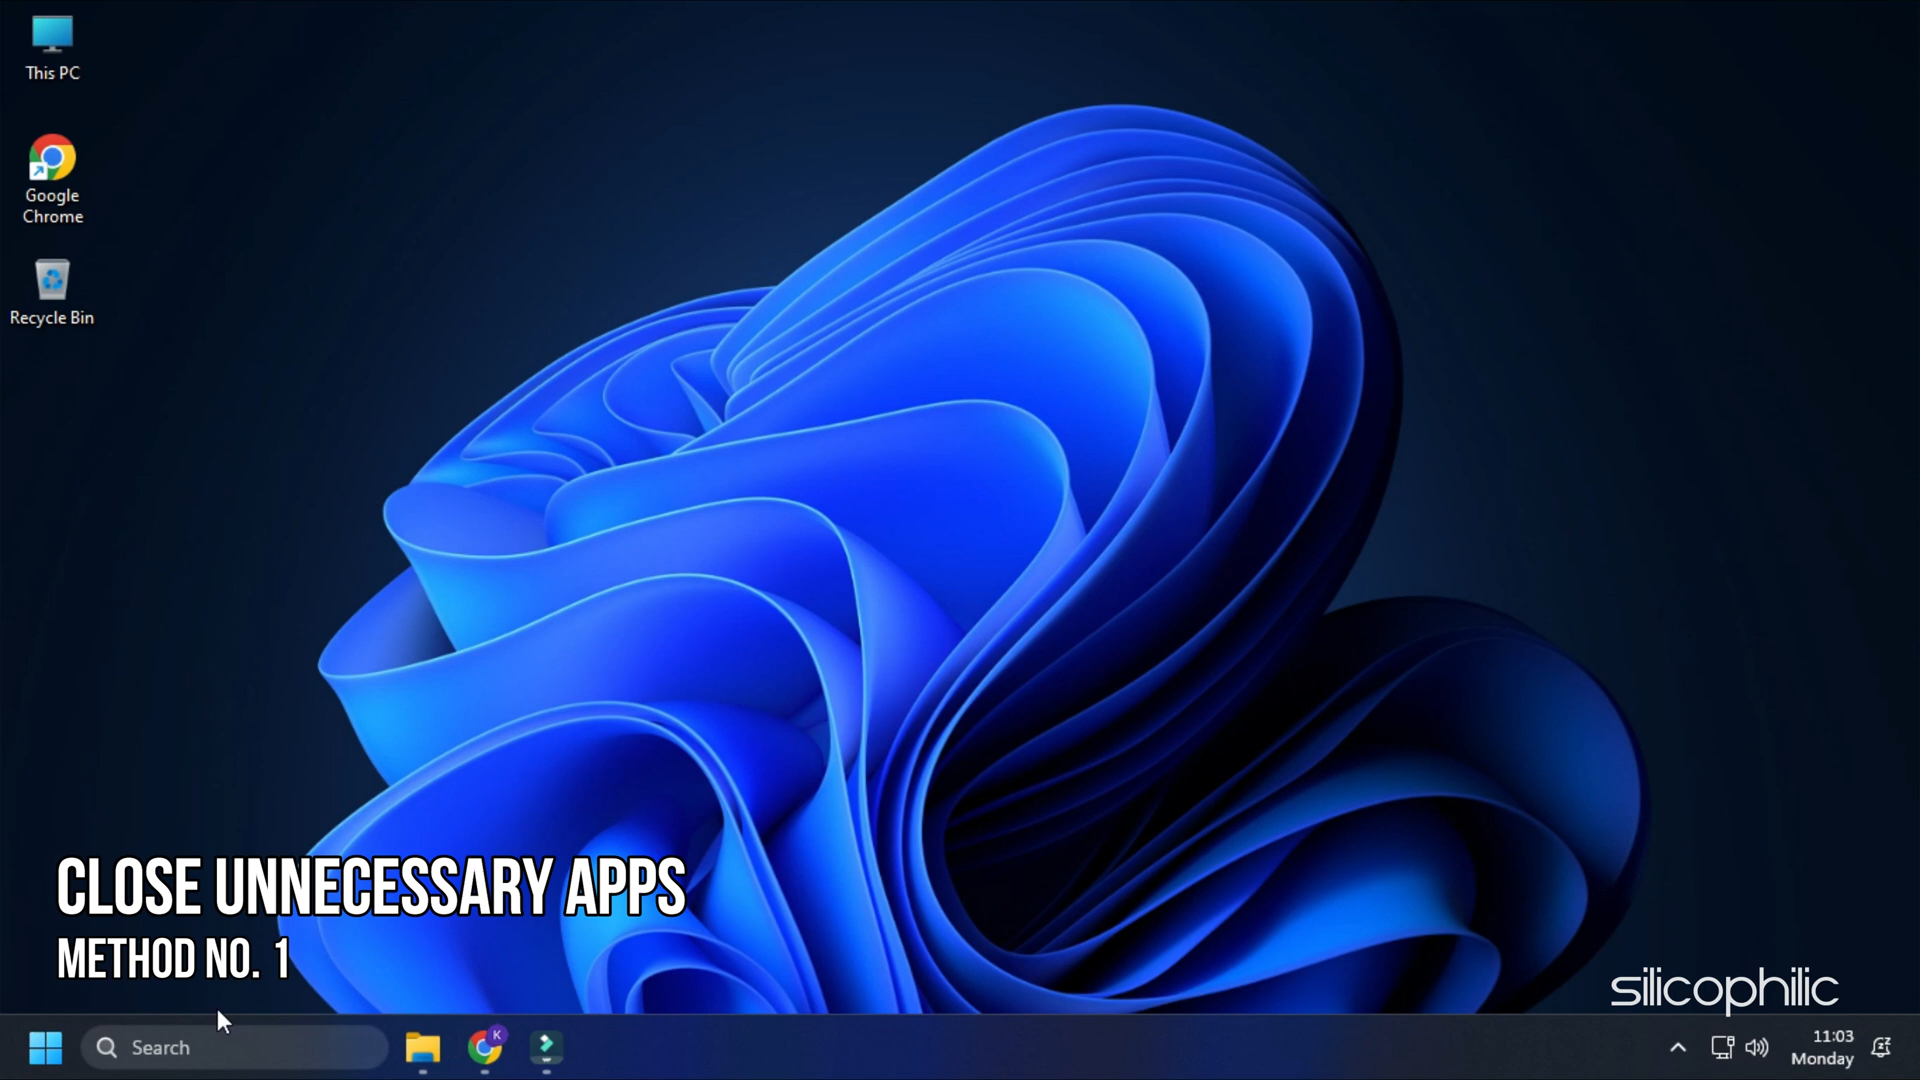 This PC
Google
Chrome
Recycle Bin
CLOSE UNNECESSARY APPS
METHOD NO. 1
silicophilic
Search
K
11:03
Monday